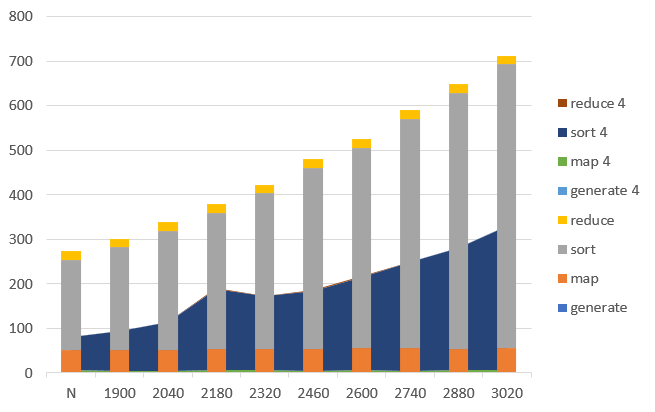 800
700
600
500
400
300
200
100
0
N 1900 2040 2180 2320 2460 2600 2740 2880 3020
reduce 4
sort 4
map 4
generate 4
reduce
sort
map
generate